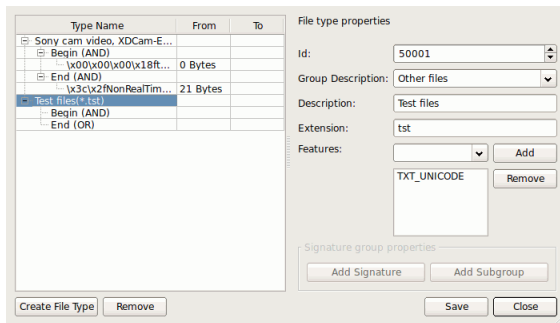 Type Name From To
Sony cam video, XDCam-E...
Begin (AND)
\x00\x00\x00\x18ft... 0 Bytes
End (AND)
\x3c\x2fNonRealTim... 21 Bytes
Test files(*.tst)
Begin (AND)
End (OR)
Create File Type Remove
File type properties
Id: 50001
Group Description: Other files
Description: Test files
Extension: tst
Features: Add
TXT_UNICODE Remove
Signature group properties
Add Signature Add Subgroup
Save Close